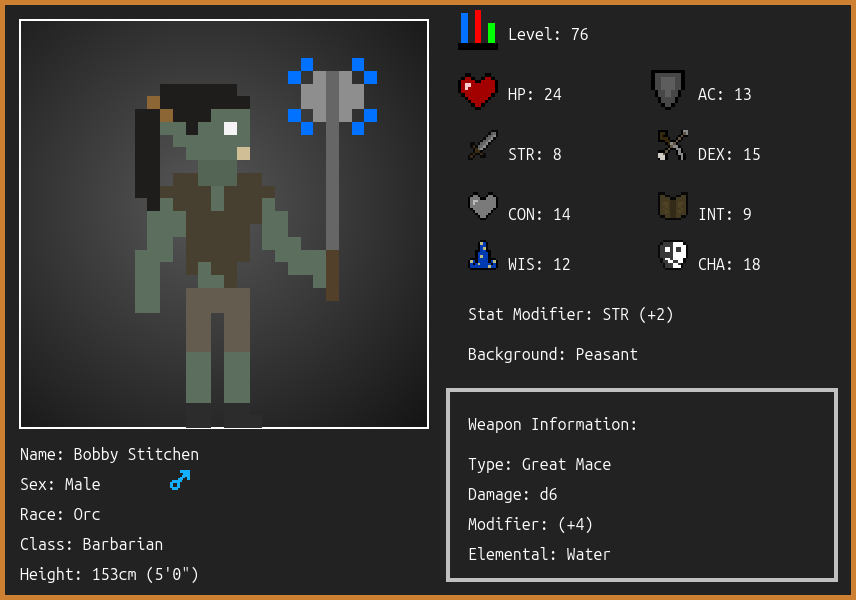 Level: 76
HP: 24
AC: 13
STR: 8
DEX: 15
CON: 14
INT: 9
WIS: 12
CHA: 18
Stat Modifier: STR (+2)
Background: Peasant
Weapon Information:
Type: Great Mace
Damage: d6
Modifier: (+4)
Elemental: Water
Name: Bobby Stitchen
Sex: Male
Race: Orc
Class: Barbarian
Height: 153cm (5'0")